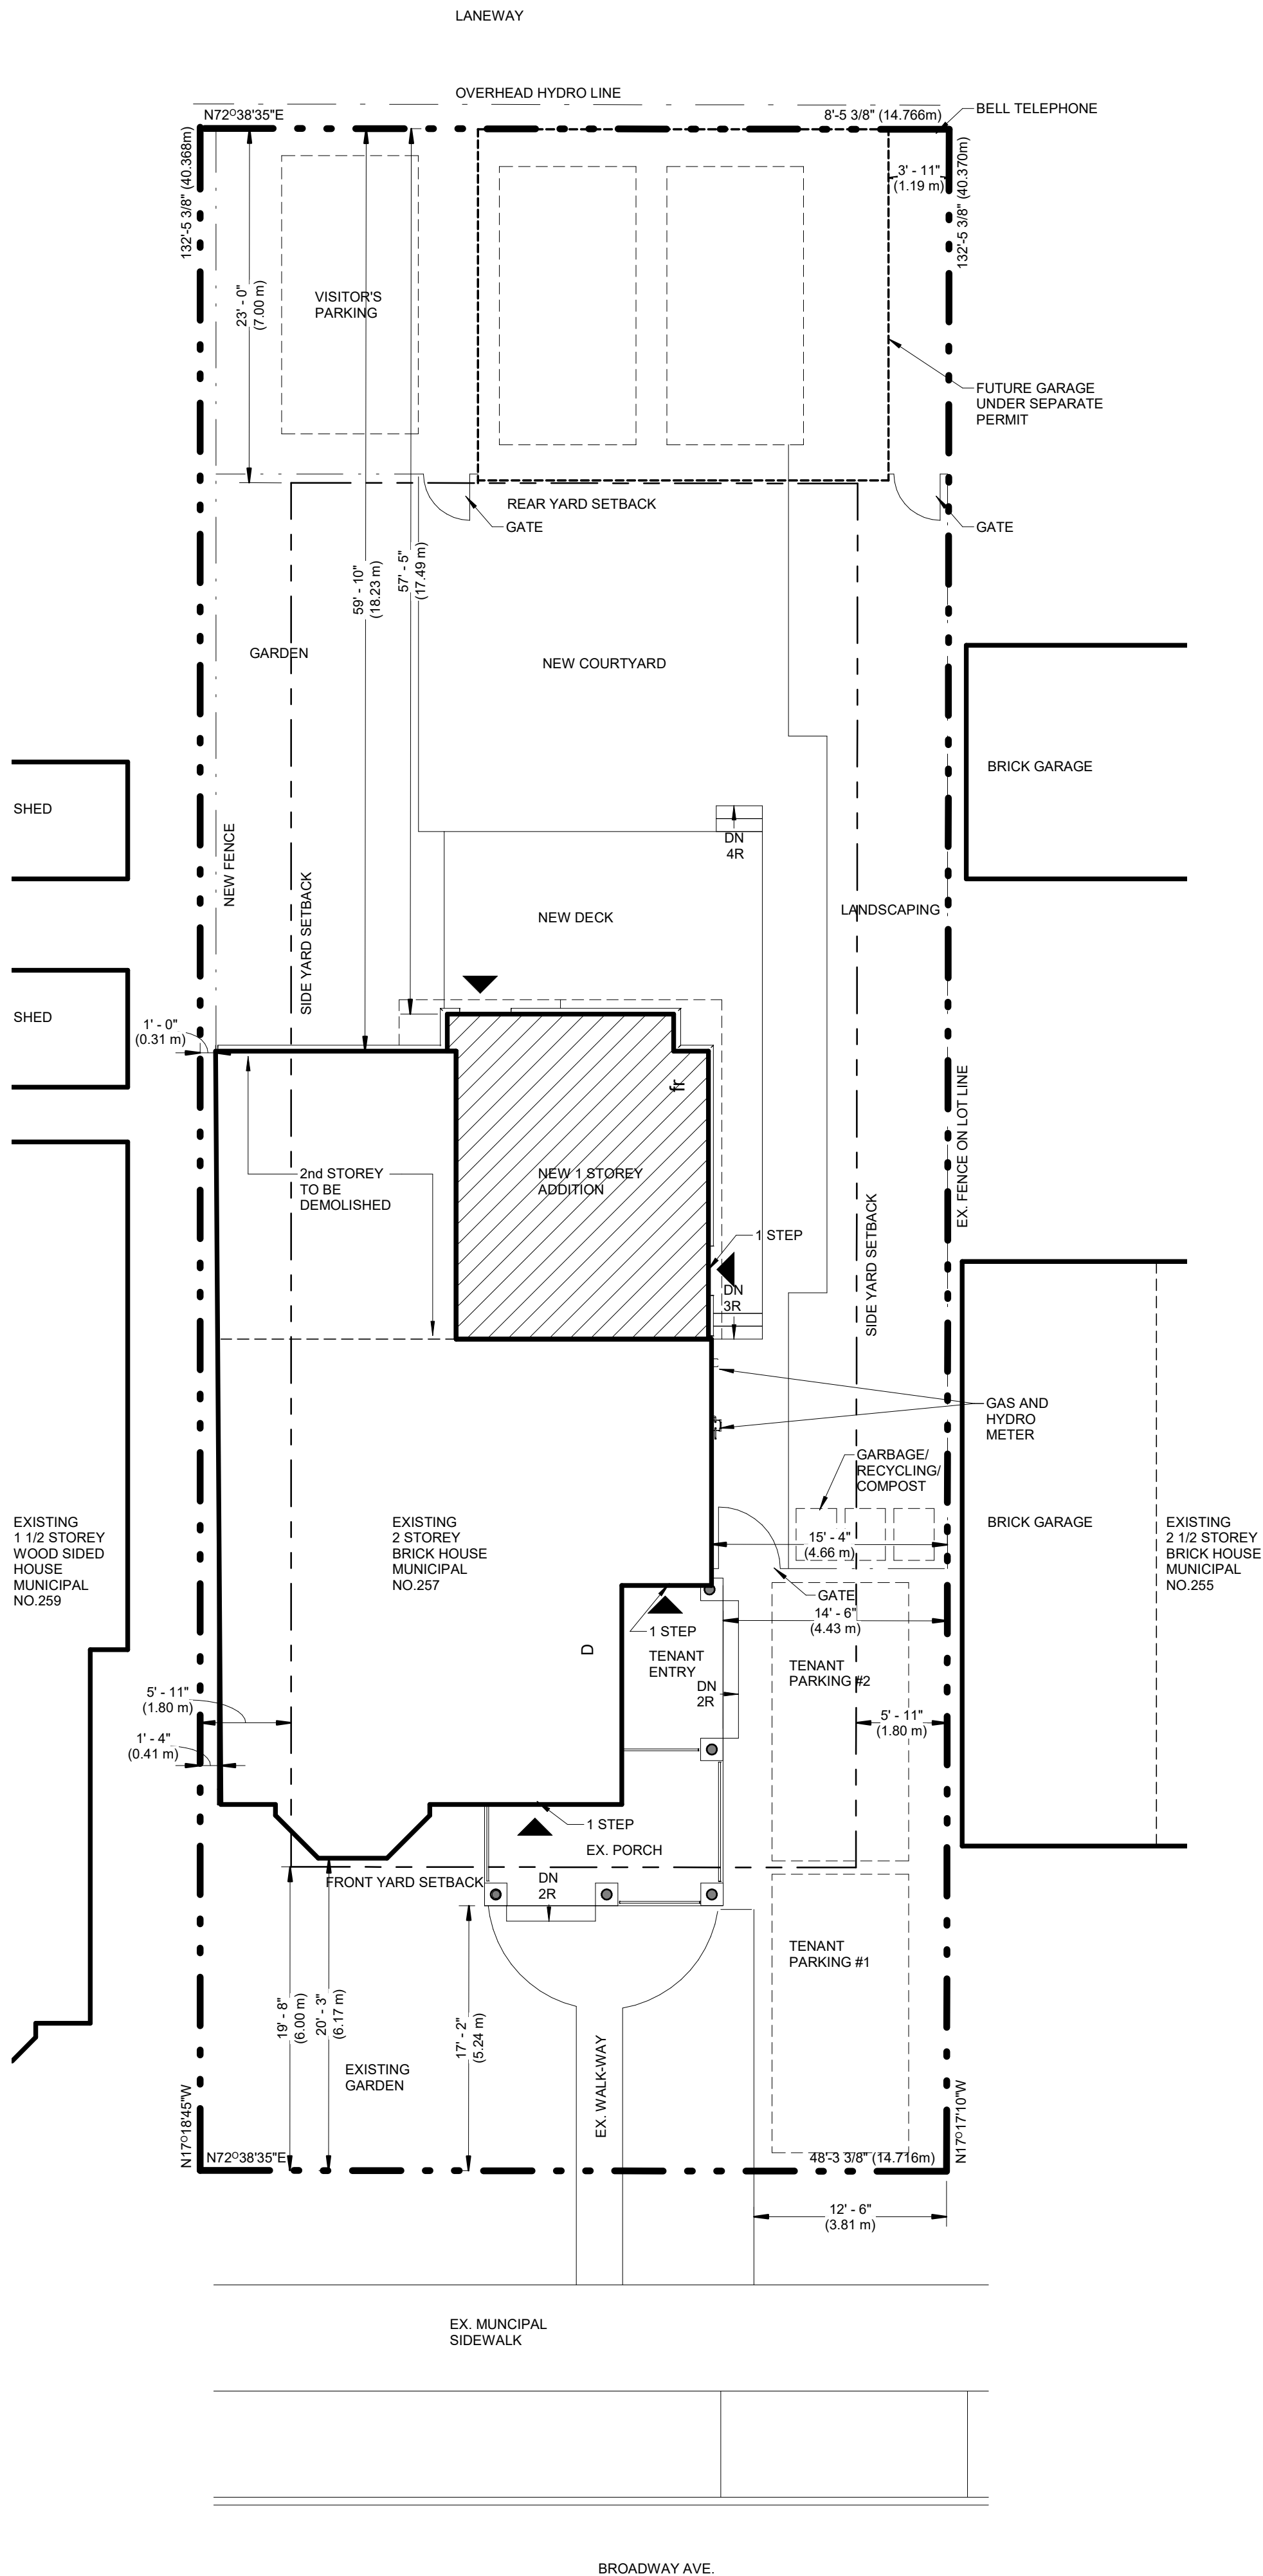 LANEWAY
OVERHEAD HYDRO LINE
N72°38'35"E
8'-5 3/8" (14.766m)
BELL TELEPHONE
132'-5 3/8" (40.368m)
132'-5 3/8" (40.370m)
3' - 11"
(1.19 m)
23' - 0"
(7.00 m)
VISITOR'S
PARKING
FUTURE GARAGE
UNDER SEPARATE
PERMIT
REAR YARD SETBACK
GATE
GATE
59' - 10"
(18.23 m)
57' - 5"
(17.49 m)
GARDEN
NEW COURTYARD
BRICK GARAGE
SHED
NEW FENCE
SIDE YARD SETBACK
DN
4R
NEW DECK
LANDSCAPING
SHED
1' - 0"
(0.31 m)
fr
EX. FENCE ON LOT LINE
2nd STOREY
TO BE
DEMOLISHED
NEW 1 STOREY
ADDITION
SIDE YARD SETBACK
1 STEP
DN
3R
GAS AND
HYDRO
METER
GARBAGE/
RECYCLING/
COMPOST
EXISTING
1 1/2 STOREY
WOOD SIDED
HOUSE
MUNICIPAL
NO.259
EXISTING
2 STOREY
BRICK HOUSE
MUNICIPAL
NO.257
15' - 4"
(4.66 m)
BRICK GARAGE
EXISTING
2 1/2 STOREY
BRICK HOUSE
MUNICIPAL
NO.255
GATE
14' - 6"
(4.43 m)
1 STEP
D
TENANT
ENTRY
TENANT
PARKING #2
DN
2R
5' - 11"
(1.80 m)
5' - 11"
(1.80 m)
1' - 4"
(0.41 m)
1 STEP
EX. PORCH
FRONT YARD SETBACK
DN
2R
TENANT
PARKING #1
19' - 8"
(6.00 m)
20' - 3"
(6.17 m)
17' - 2"
(5.24 m)
EXISTING
GARDEN
EX. WALK-WAY
N17°18'45"W
N17°17'10"W
N72°38'35"E
48'-3 3/8" (14.716m)
12' - 6"
(3.81 m)
EX. MUNCIPAL
SIDEWALK
BROADWAY AVE.